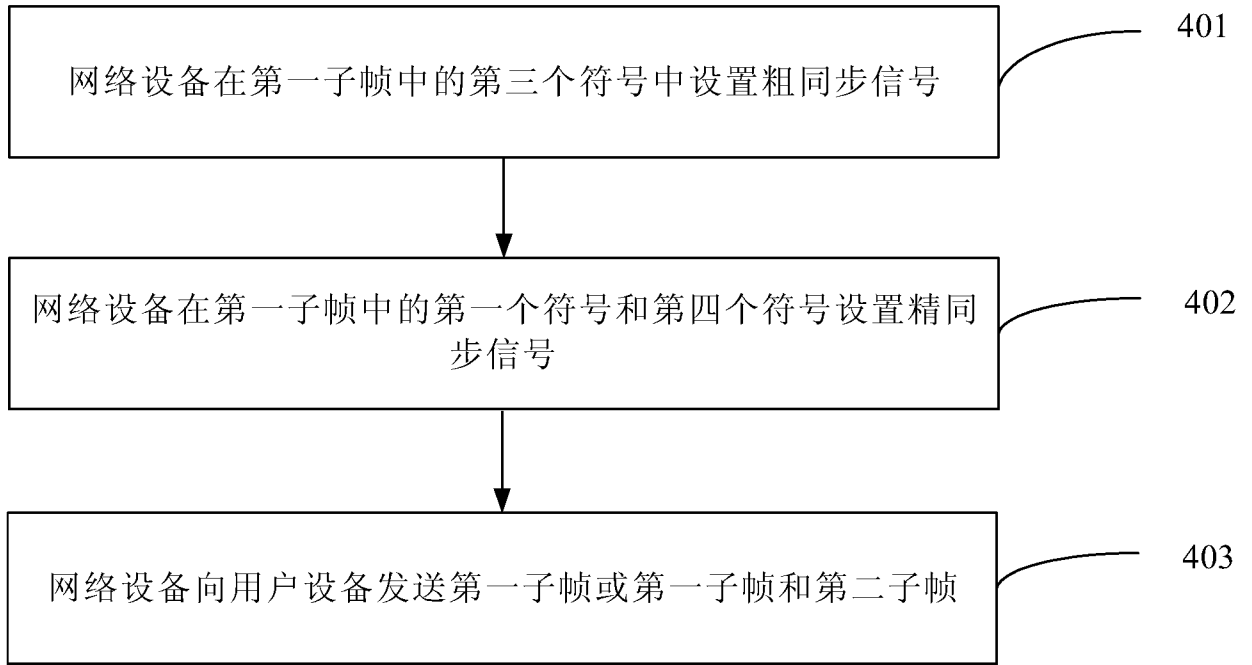 网络设备在第一子帧中的第三个符号中设置粗同步信号
401
网络设备在第一子帧中的第一个符号和第四个符号设置精同
步信号
402
网络设备向用户设备发送第一子帧或第一子帧和第二子帧
403